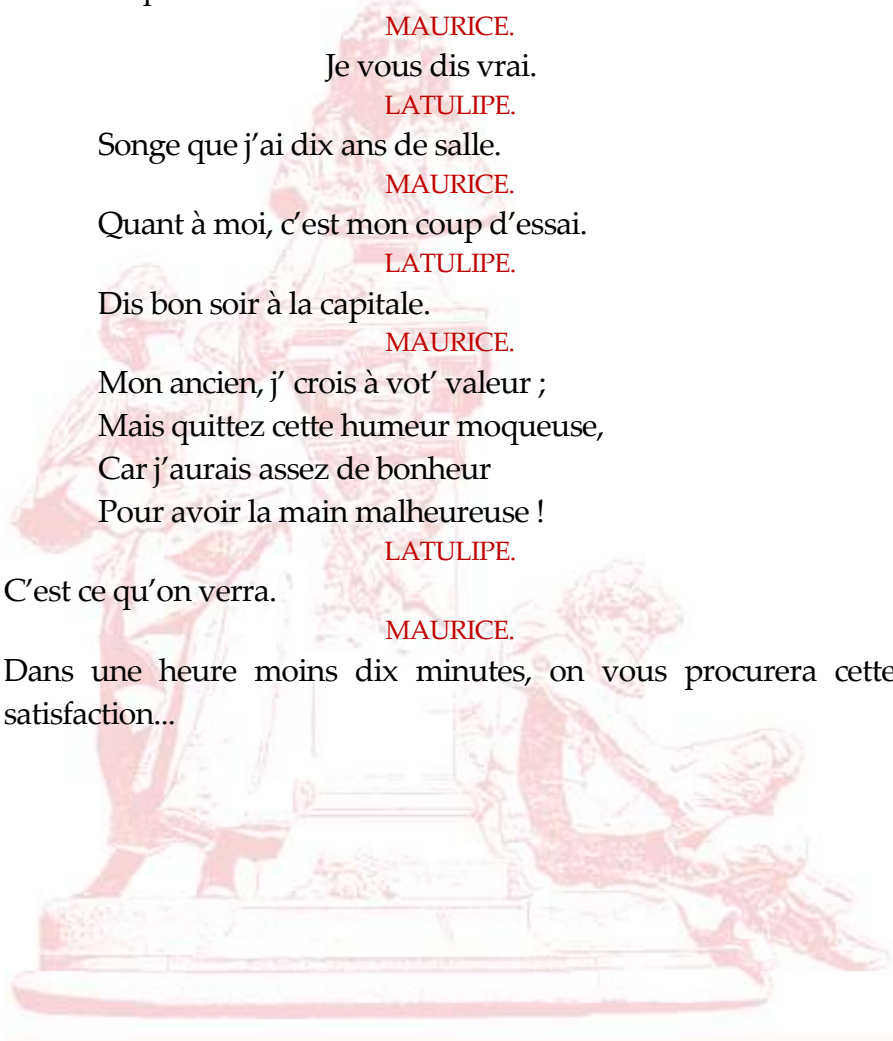 MAURICE.
Je vous dis vrai.
LATULIPE.
Songe que j’ai dix ans de salle.
MAURICE.
Quant à moi, c’est mon coup d’essai.
LATULIPE.
Dis bon soir à la capitale.
MAURICE.
Mon ancien, j’ crois à vot’ valeur ;
Mais quittez cette humeur moqueuse,
Car j’aurais assez de bonheur
Pour avoir la main malheureuse !
LATULIPE.
C’est ce qu’on verra.
MAURICE.
Dans une heure moins dix minutes, on vous procurera cette
satisfaction...